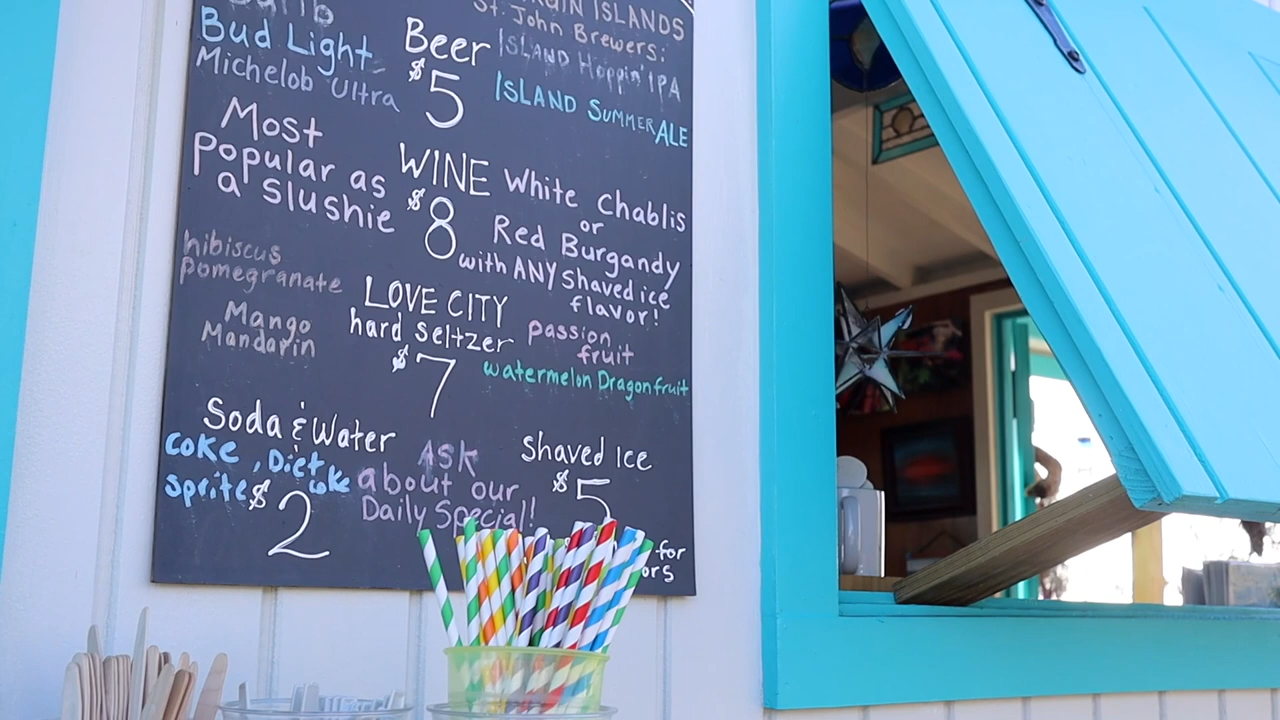 ISLANDS
St. John Brewers:
Bud Light
Michelob Ultra
Beer
$5
ISLAND Hoppin' IPA
ISLAND SUMMER ALE
Most
Popular as
a slushie
WINE
$8
White Chablis
or
Red Burgandy
with ANY Shaved ice
flavor!
hibiscus
pomegranate
Mango
Mandarin
LOVE CITY
hard seltzer
$7
passion
fruit
watermelon Dragonfruit
Soda & Water
coke, Diet coke
sprite
$2
Ask
about our
Daily Special!
Shaved Ice
$5
for